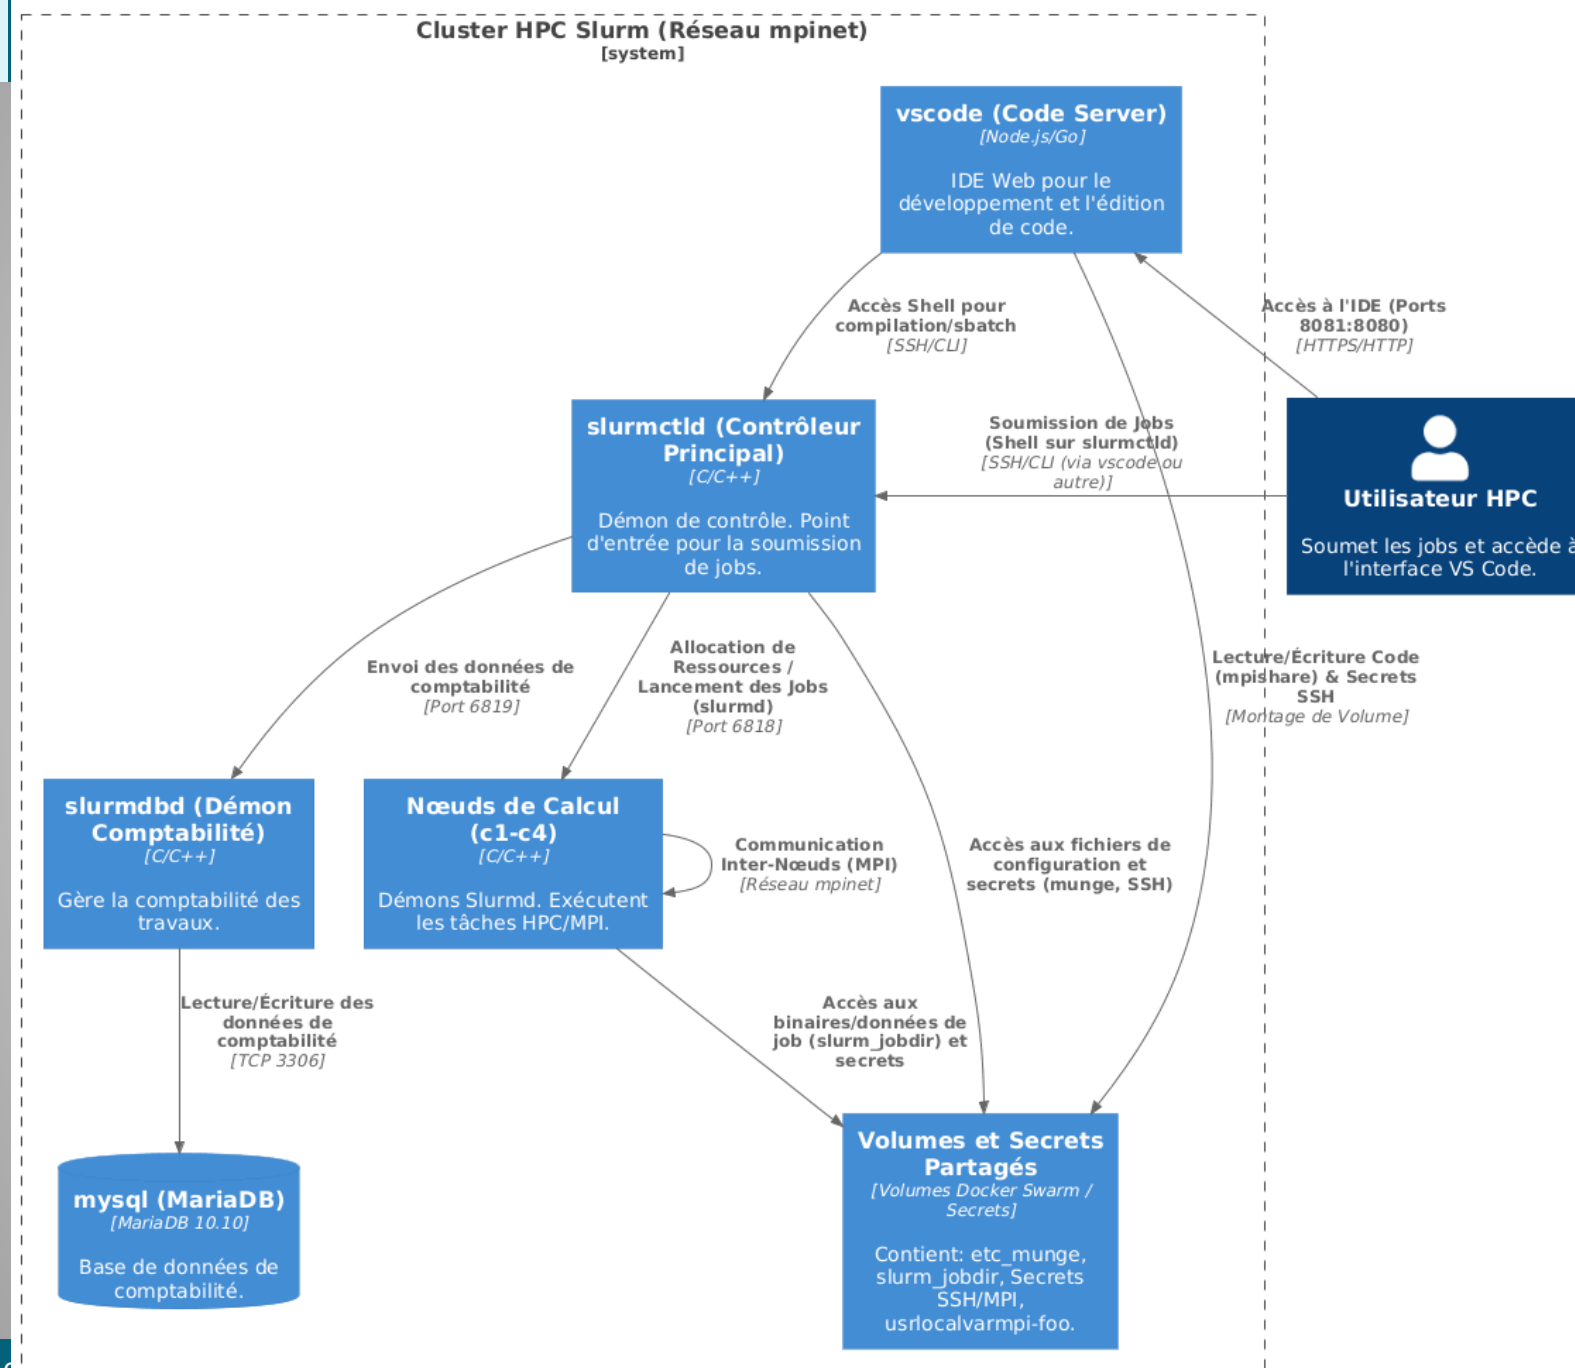 Cluster HPC Slurm (Réseau mpinet)
[system]
vscode (Code Server)
[Node.js/Go]
IDE Web pour le
développement et l'édition
de code.
Accès Shell pour
compilation/sbatch
[SSH/CLI]
Accès à l'IDE (Ports
8081:8080)
[HTTPS/HTTP]
slurmctld (Contrôleur
Principal)
[C/C++]
Démon de contrôle. Point
d'entrée pour la soumission
de jobs.
Soumission de Jobs
(Shell sur slurmctld)
[SSH/CLI (via vscode ou
autre)]
Utilisateur HPC
Soumet les jobs et accède à
l'interface VS Code.
Envoi des données de
comptabilité
[Port 6819]
Allocation de
Ressources /
Lancement des Jobs
(slurmd)
[Port 6818]
Lecture/Écriture Code
(mpishare) & Secrets
SSH
[Montage de Volume]
slurmdbd (Démon
Comptabilité)
[C/C++]
Gère la comptabilité des
travaux.
Nœuds de Calcul
(c1-c4)
[C/C++]
Démons Slurmd. Exécutent
les tâches HPC/MPI.
Communication
Inter-Nœuds (MPI)
[Réseau mpinet]
Accès aux fichiers de
configuration et
secrets (munge, SSH)
Lecture/Écriture des
données de
comptabilité
[TCP 3306]
Accès aux
binaires/données de
job (slurm_jobdir) et
secrets
mysql (MariaDB)
[MariaDB 10.10]
Base de données de
comptabilité.
Volumes et Secrets
Partagés
[Volumes Docker Swarm /
Secrets]
Contient: etc_munge,
slurm_jobdir, Secrets
SSH/MPI,
usrlocalvarmpi-foo.